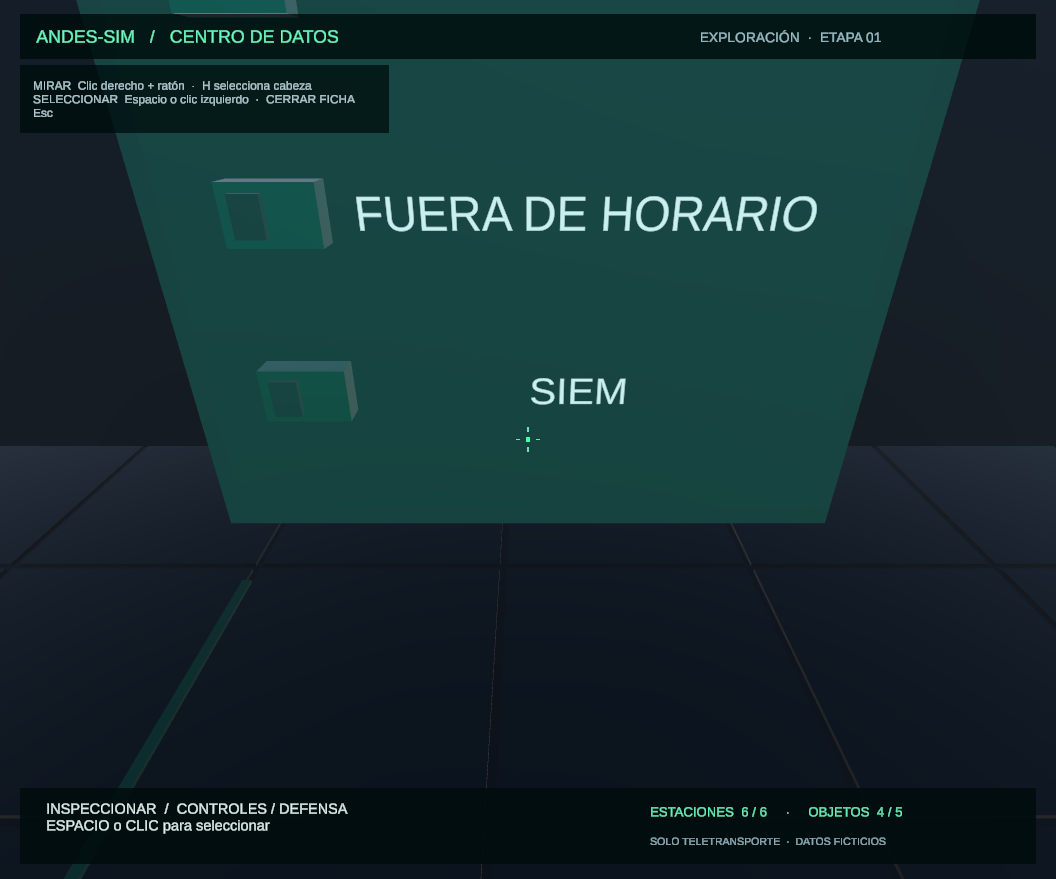 ANDES-SIM / CENTRO DE DATOS
EXPLORACIÓN · ETAPA 01
MIRAR Clic derecho + ratón · H selecciona cabeza
SELECCIONAR Espacio o clic izquierdo · CERRAR FICHA
Esc
FUERA DE HORARIO
SIEM
INSPECCIONAR / CONTROLES / DEFENSA
ESPACIO o CLIC para seleccionar
ESTACIONES 6 / 6 · OBJETOS 4 / 5
SOLO TELETRANSPORTE · DATOS FICTICIOS